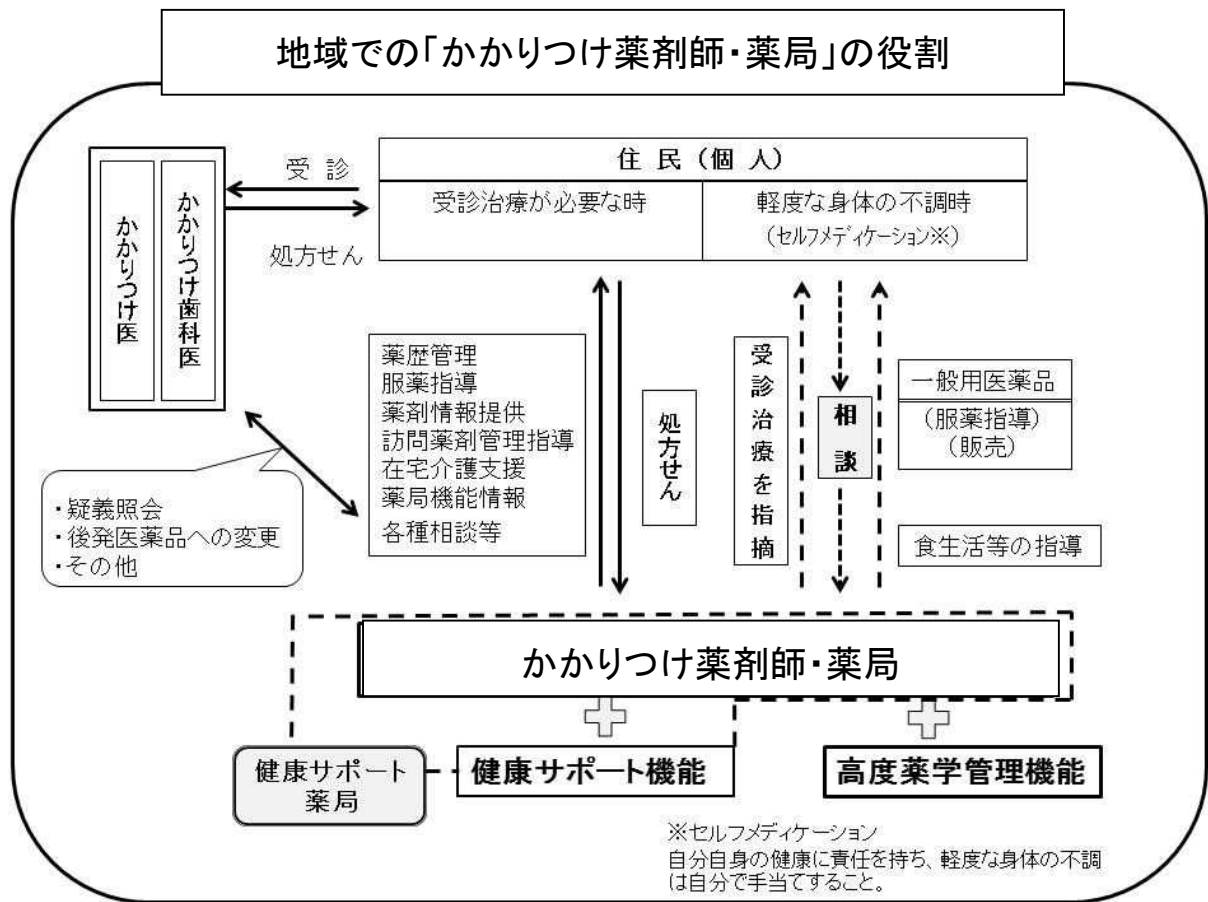 地域での「かかりつけ薬剤師・薬局」の役割
かかりつけ医
かかりつけ歯科医
受 診
処方せん
住 民 （個 人）
受診治療が必要な時
軽度な身体の不調時
（セルフメディケーション※）
薬歴管理
服薬指導
薬剤情報提供
訪問薬剤管理指導
在宅介護支援
薬局機能情報
各種相談等
処方せん
受診治療を指摘
相 談
一般用医薬品
（服薬指導）
（販売）
食生活等の指導
・疑義照会
・後発医薬品への変更
・その他
かかりつけ薬剤師・薬局
健康サポート
薬局
健康サポート機能
高度薬学管理機能
※セルフメディケーション
自分自身の健康に責任を持ち、軽度な身体の不調
は自分で手当てすること。